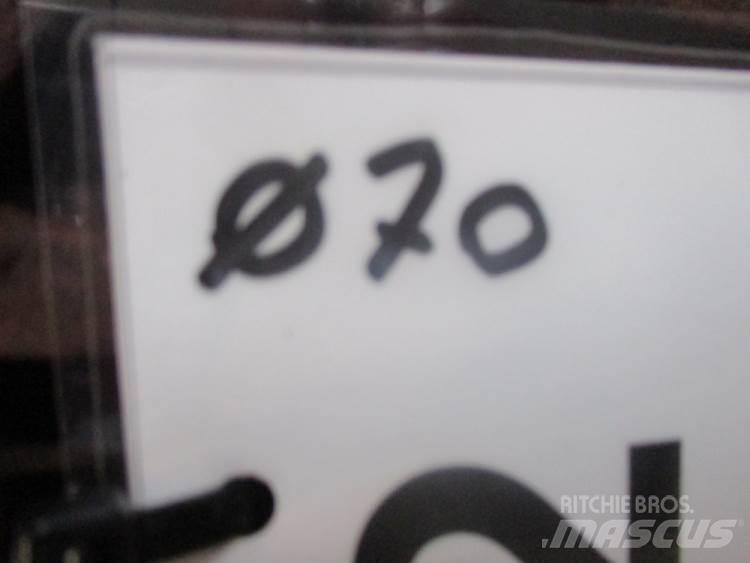 Ø70
RITCHIE BROS.
MASCUS